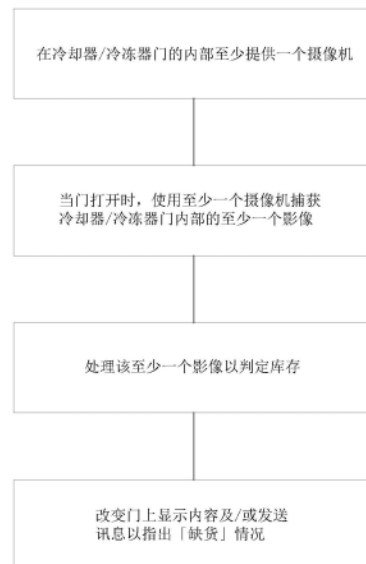 在冷却器/冷冻器门的内部至少提供一个摄像机
当门打开时，使用至少一个摄像机捕获
冷却器/冷冻器门内部的至少一个影像
处理该至少一个影像以判定库存
改变门上显示内容及/或发送
讯息以指出「缺货」情况